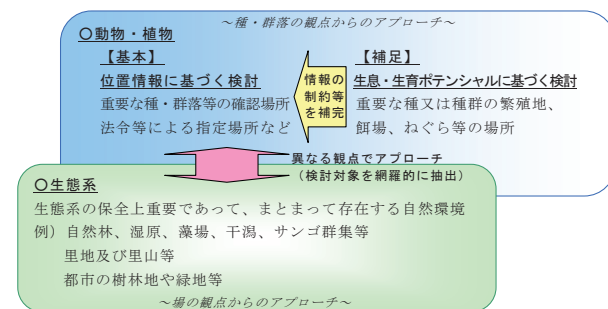 ～種・群落の観点からのアプローチ～
〇動物・植物
【基本】
位置情報に基づく検討
重要な種・群落等の確認場所
法令等による指定場所など
情報の
制約等
を補完
【補足】
生息・生育ポテンシャルに基づく検討
重要な種又は種群の繁殖地、
餌場、ねぐら等の場所
異なる観点でアプローチ
（検討対象を網羅的に抽出）
〇生態系
生態系の保全上重要であって、まとまって存在する自然環境
例）自然林、湿原、藻場、干潟、サンゴ群集等
里地及び里山等
都市の樹林地や緑地等
～場の観点からのアプローチ～